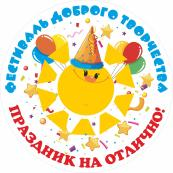 ФЕСТИВАЛЬ ДОБРОГО ТВОРЧЕСТВА
ПРАЗДНИК НА ОТЛИЧНО!